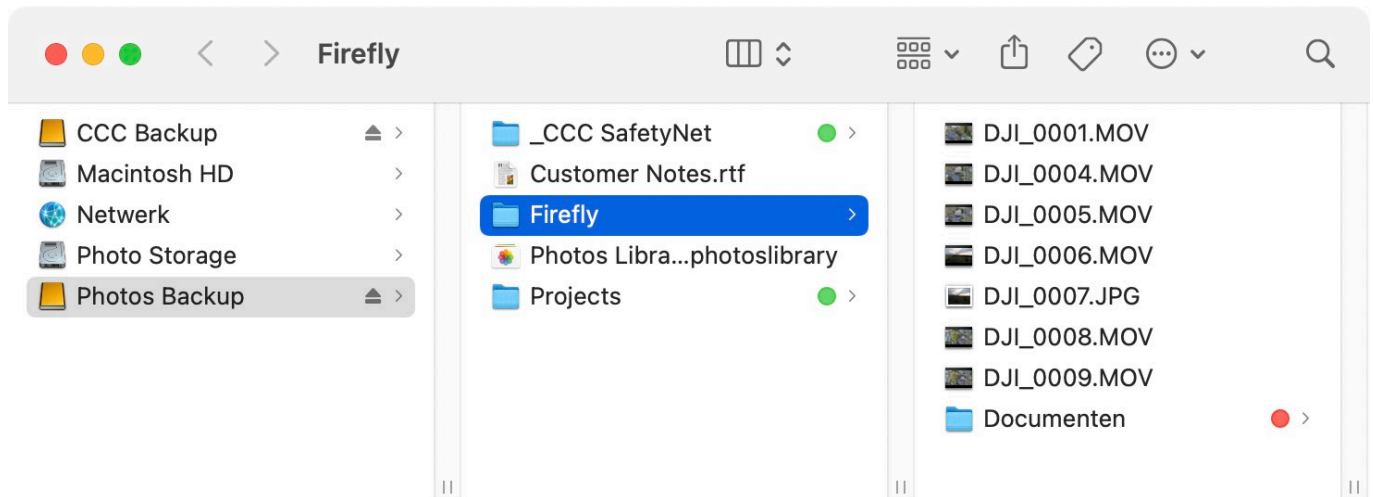 Firefly
CCC Backup
Macintosh HD
Netwerk
Photo Storage
Photos Backup
_CCC SafetyNet
Customer Notes.rtf
Firefly
Photos Libra...photoslibrary
Projects
DJI_0001.MOV
DJI_0004.MOV
DJI_0005.MOV
DJI_0006.MOV
DJI_0007.JPG
DJI_0008.MOV
DJI_0009.MOV
Documenten